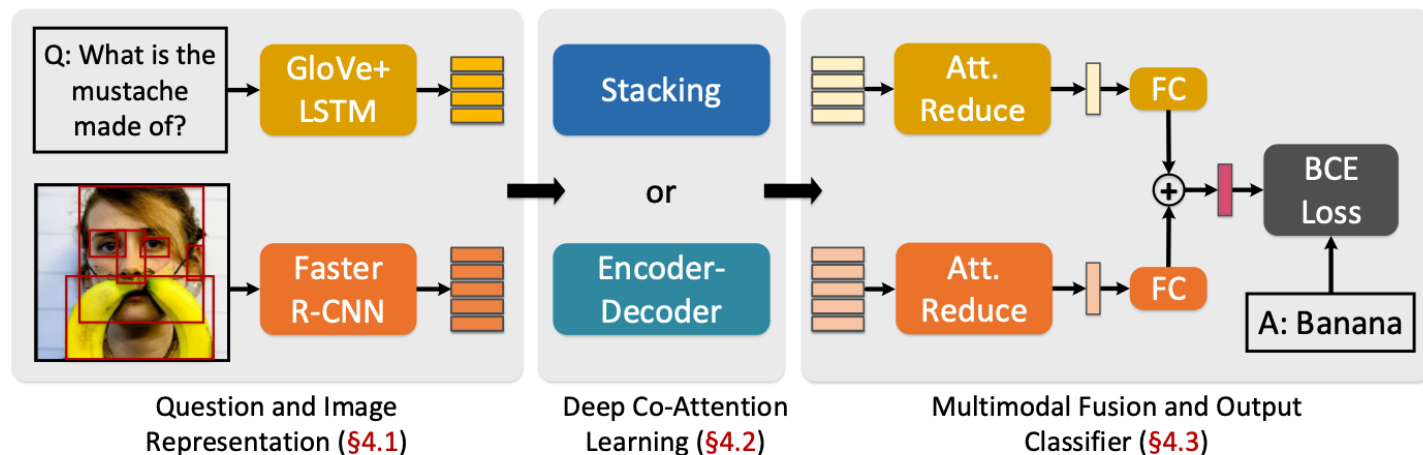 Q: What is the
mustache
made of?
GloVe+
LSTM
Faster
R-CNN
Question and Image
Representation (§4.1)
Stacking
or
Encoder-
Decoder
Deep Co-Attention
Learning (§4.2)
Att.
Reduce
FC
Att.
Reduce
FC
+
BCE
Loss
A: Banana
Multimodal Fusion and Output
Classifier (§4.3)